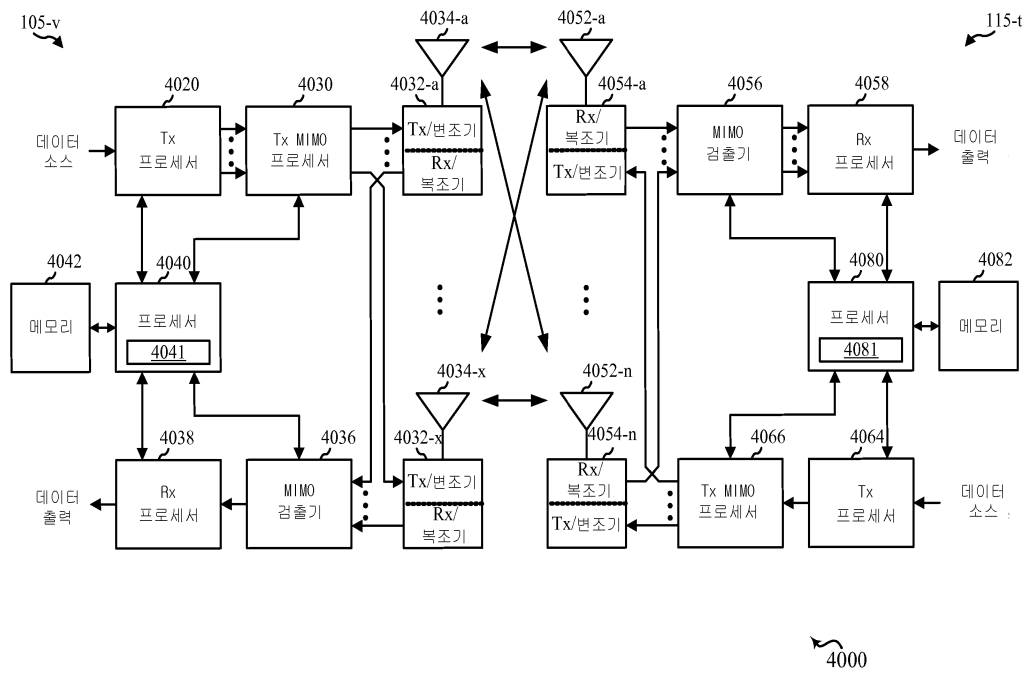 105-v
4034-a
4052-a
115-t
4020
4030
4032-a
4054-a
4056
4058
데이터
소스
Tx
프로세서
Tx MIMO
프로세서
Tx/변조기
Rx/
복조기
Rx/
복조기
Tx/변조기
MIMO
검출기
Rx
프로세서
데이터
출력
4042
4040
4080
4082
메모리
프로세서
4041
프로세서
4081
메모리
4034-x
4052-n
4038
4036
4032-x
4054-n
4066
4064
데이터
출력
Rx
프로세서
MIMO
검출기
Tx/변조기
Rx/
복조기
Rx/
복조기
Tx/변조기
Tx MIMO
프로세서
Tx
프로세서
데이터
소스
4000